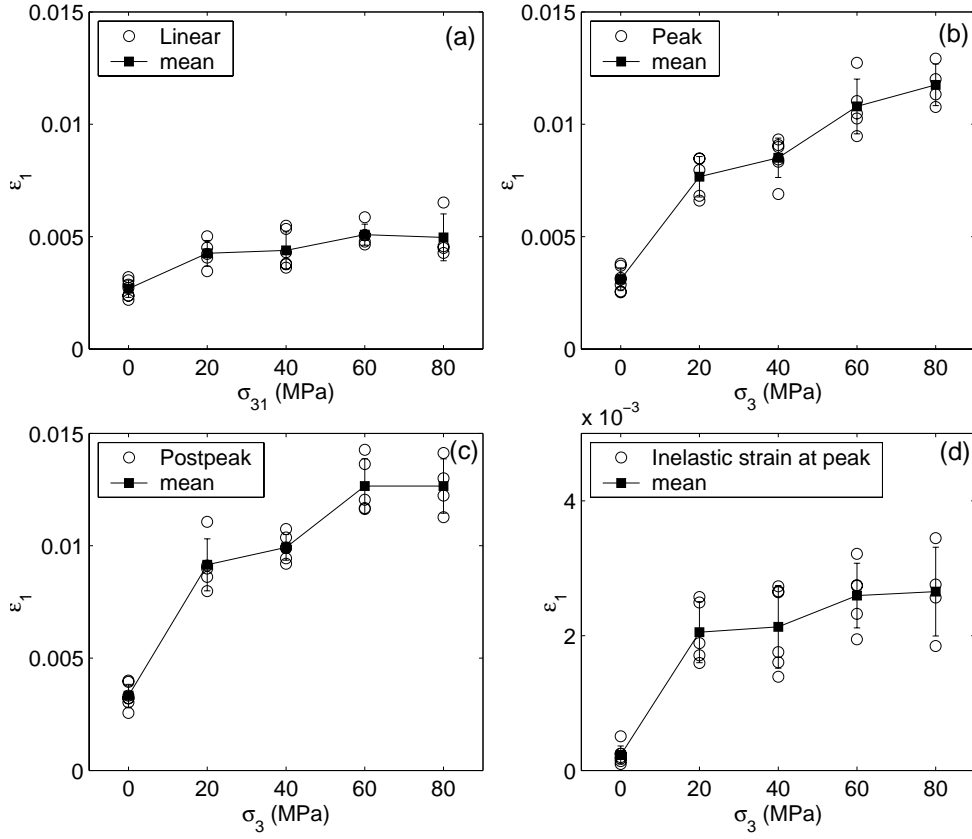 0.015
0.01
0.005
0
ε1
Linear
mean
(a)
0 20 40 60 80
σ31 (MPa)
0.015
0.01
0.005
0
ε1
Peak
mean
(b)
0 20 40 60 80
σ3 (MPa)
0.015
0.01
0.005
0
ε1
Postpeak
mean
(c)
0 20 40 60 80
σ3 (MPa)
x 10−3
4
2
0
ε1
Inelastic strain at peak
mean
(d)
0 20 40 60 80
σ3 (MPa)